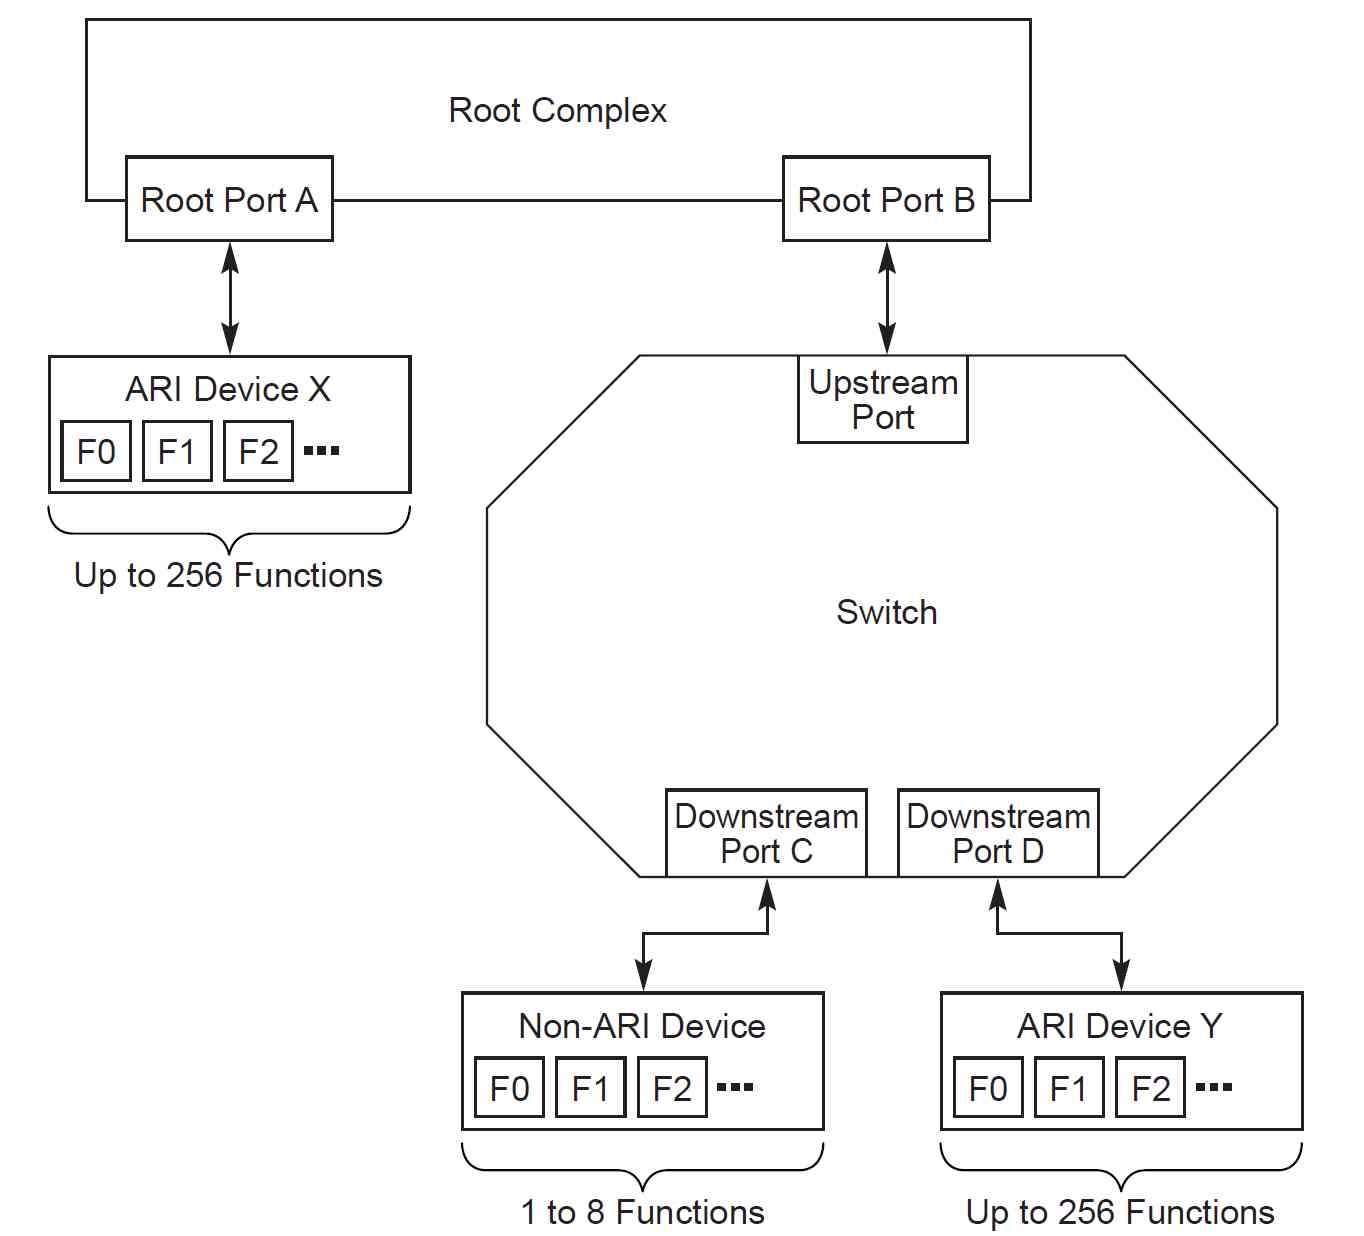 Root Complex
Root Port A
Root Port B
ARI Device X
F0 F1 F2
Up to 256 Functions
Upstream
Port
Switch
Downstream
Port C
Downstream
Port D
Non-ARI Device
F0 F1 F2
1 to 8 Functions
ARI Device Y
F0 F1 F2
Up to 256 Functions